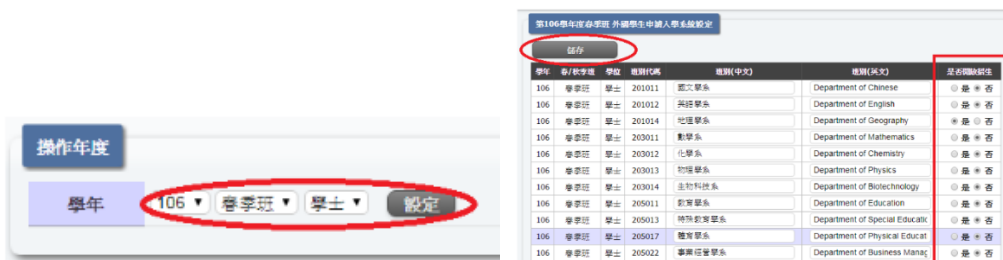 操作年度
學年 106 春季班 學士 設定
第106學年度春季班 外國學生申請入學系統設定
儲存
學年 春/秋季班 學位 班別代碼 班別(中文) 班別(英文) 是否開放招生
106 春季班 學士 201011 國文學系 Department of Chinese 是 否
106 春季班 學士 201012 英語學系 Department of English 是 否
106 春季班 學士 201014 地理學系 Department of Geography 是 否
106 春季班 學士 203011 數學系 Department of Mathematics 是 否
106 春季班 學士 203012 化學系 Department of Chemistry 是 否
106 春季班 學士 203013 物理學系 Department of Physics 是 否
106 春季班 學士 203014 生物科技系 Department of Biotechnology 是 否
106 春季班 學士 205011 教育學系 Department of Education 是 否
106 春季班 學士 205013 特殊教育學系 Department of Special Educatic 是 否
106 春季班 學士 205017 體育學系 Department of Physical Educat 是 否
106 春季班 學士 205022 事業經營學系 Department of Business Manag 是 否